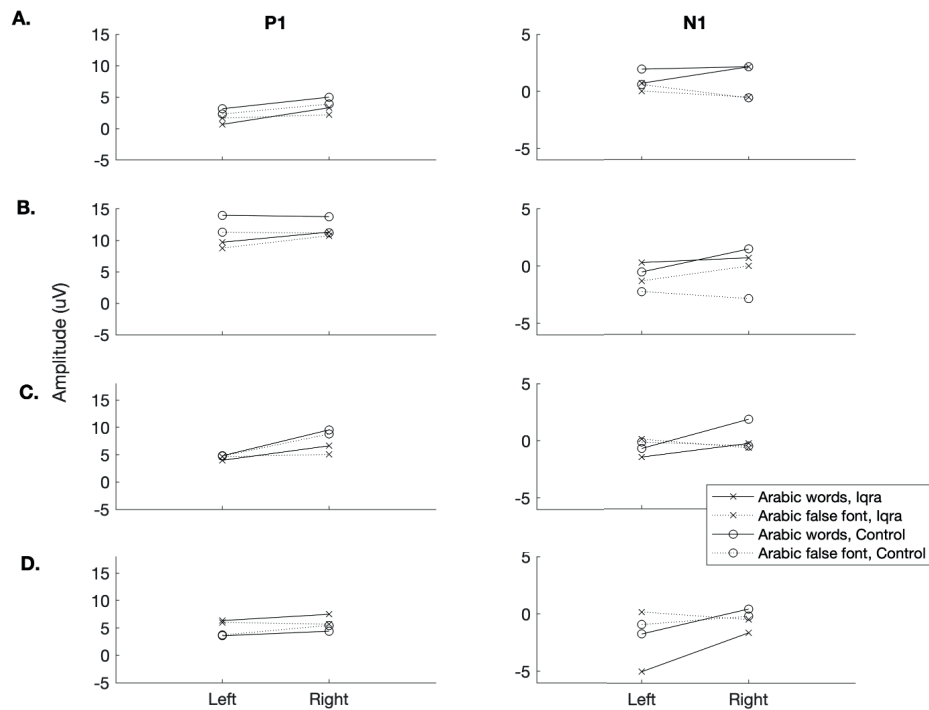 A.
P1
N1
15
10
5
0
-5
5
0
-5
B.
15
10
5
0
-5
5
0
-5
Amplitude (uV)
C.
15
10
5
0
-5
5
0
-5
Arabic words, Iqra
Arabic false font, Iqra
Arabic words, Control
Arabic false font, Control
D.
15
10
5
0
-5
Left
Right
5
0
-5
Left
Right